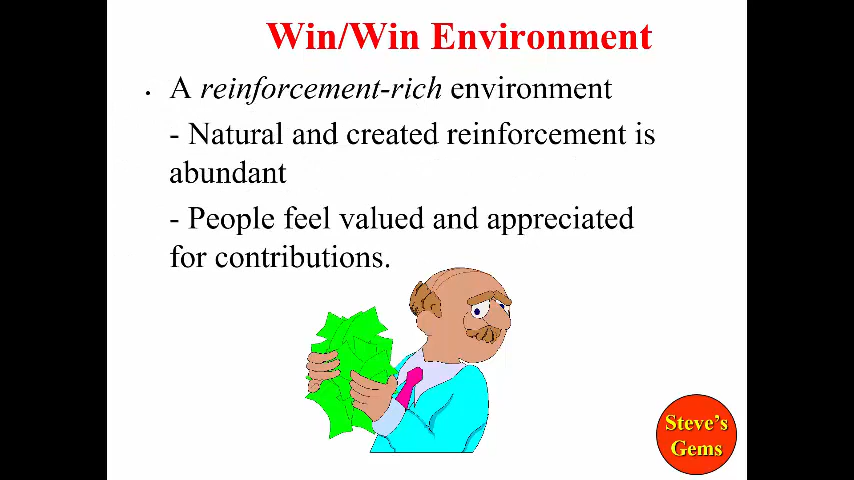 Win/Win Environment
• A reinforcement-rich environment
- Natural and created reinforcement is
abundant
- People feel valued and appreciated
for contributions.
Steve's
Gems